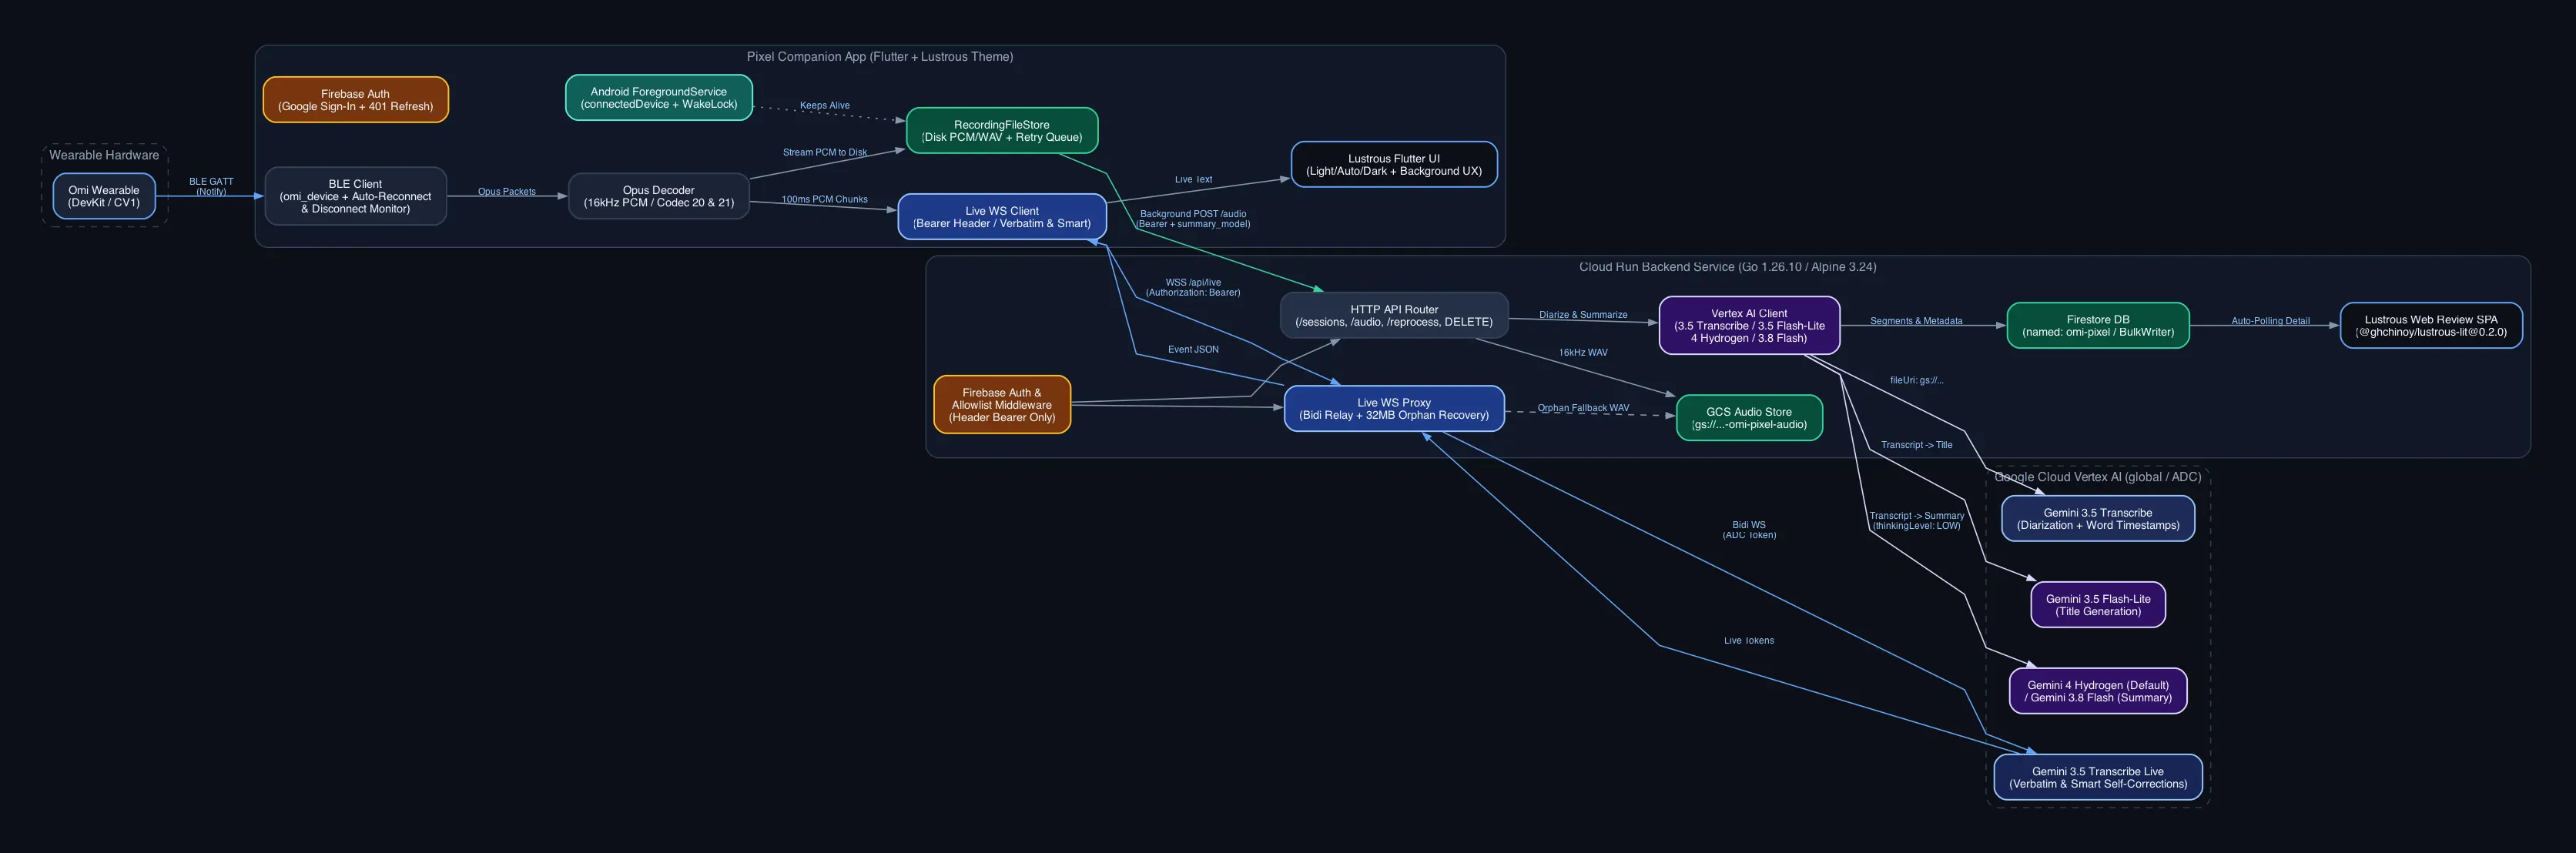 Pixel Companion App (Flutter + Lustrous Theme)
Firebase Auth
(Google Sign-In + 401 Refresh)
Android ForegroundService
(connectedDevice + WakeLock)
Keeps Alive
RecordingFileStore
(Disk PCM/WAV + Retry Queue)
Wearable Hardware
Omi Wearable
(DevKit / CV1)
BLE GATT
(Notify)
BLE Client
(omi_device + Auto-Reconnect
& Disconnect Monitor)
Opus Packets
Opus Decoder
(16kHz PCM / Codec 20 & 21)
Stream PCM to Disk
100ms PCM Chunks
Live WS Client
(Bearer Header / Verbatim & Smart)
Live Text
Lustrous Flutter UI
(Light/Auto/Dark + Background UX)
Background POST /audio
(Bearer + summary_model)
Cloud Run Backend Service (Go 1.26.10 / Alpine 3.24)
WSS /api/live
(Authorization: Bearer)
Event JSON
HTTP API Router
(/sessions, /audio, /reprocess, DELETE)
Diarize & Summarize
Vertex AI Client
(3.5 Transcribe / 3.5 Flash-Lite
4 Hydrogen / 3.8 Flash)
Segments & Metadata
Firestore DB
(named: omi-pixel / BulkWriter)
Auto-Polling Detail
Lustrous Web Review SPA
(@ghchinoy/lustrous-lit@0.2.0)
16kHz WAV
Firebase Auth &
Allowlist Middleware
(Header Bearer Only)
Live WS Proxy
(Bidi Relay + 32MB Orphan Recovery)
Orphan Fallback WAV
GCS Audio Store
(gs://...-omi-pixel-audio)
fileUri: gs://...
Transcript -> Title
Transcript -> Summary
(thinkingLevel: LOW)
Google Cloud Vertex AI (global / ADC)
Gemini 3.5 Transcribe
(Diarization + Word Timestamps)
Bidi WS
(ADC Token)
Gemini 3.5 Flash-Lite
(Title Generation)
Live Tokens
Gemini 4 Hydrogen (Default)
/ Gemini 3.8 Flash (Summary)
Gemini 3.5 Transcribe Live
(Verbatim & Smart Self-Corrections)